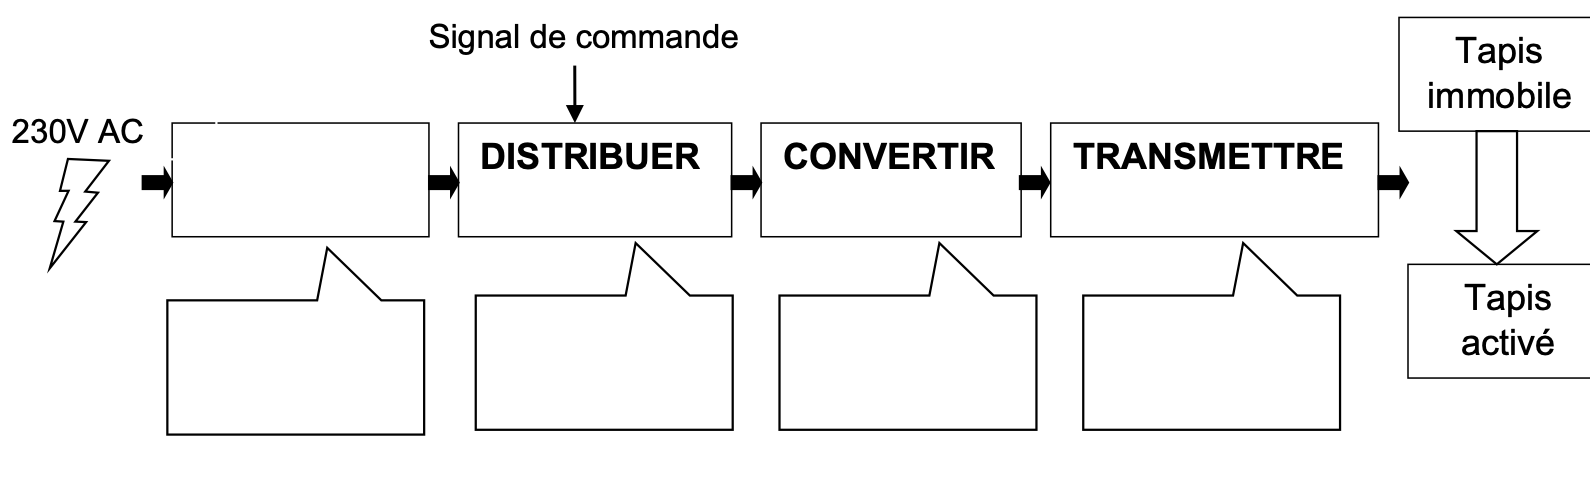 Signal de commande
230V AC
DISTRIBUER
CONVERTIR
TRANSMETTRE
Tapis
immobile
Tapis
activé